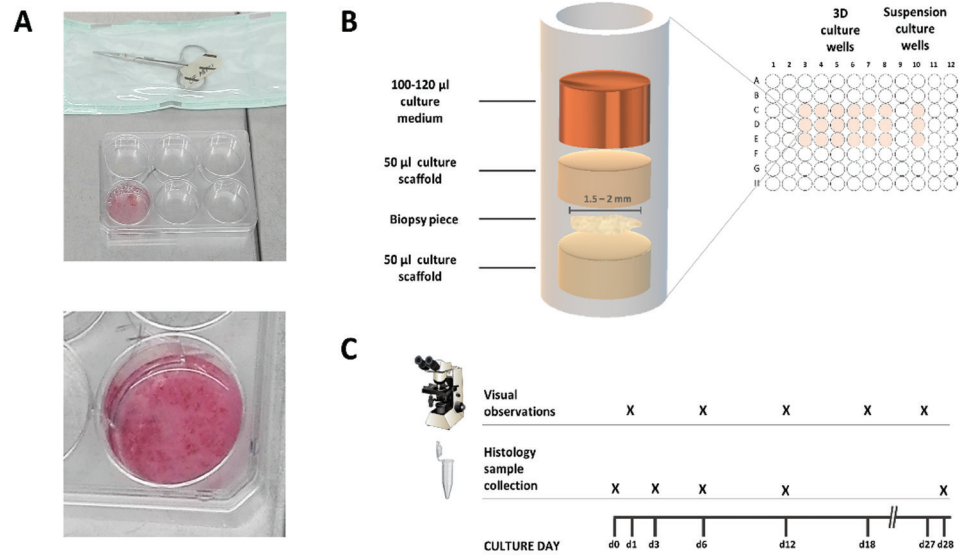 A
B
100-120 µl
culture
medium
50 µl culture
scaffold
Biopsy piece
50 µl culture
scaffold
1.5 – 2 mm
3D
culture
wells
Suspension
culture
wells
1 2 3 4 5 6 7 8 9 10 11 12
A
B
C
D
E
F
G
H
C
Visual
observations
X X X X X
Histology
sample
collection
X X X X X
CULTURE DAY
d0 d1 d3 d6 d12 d18 d27 d28